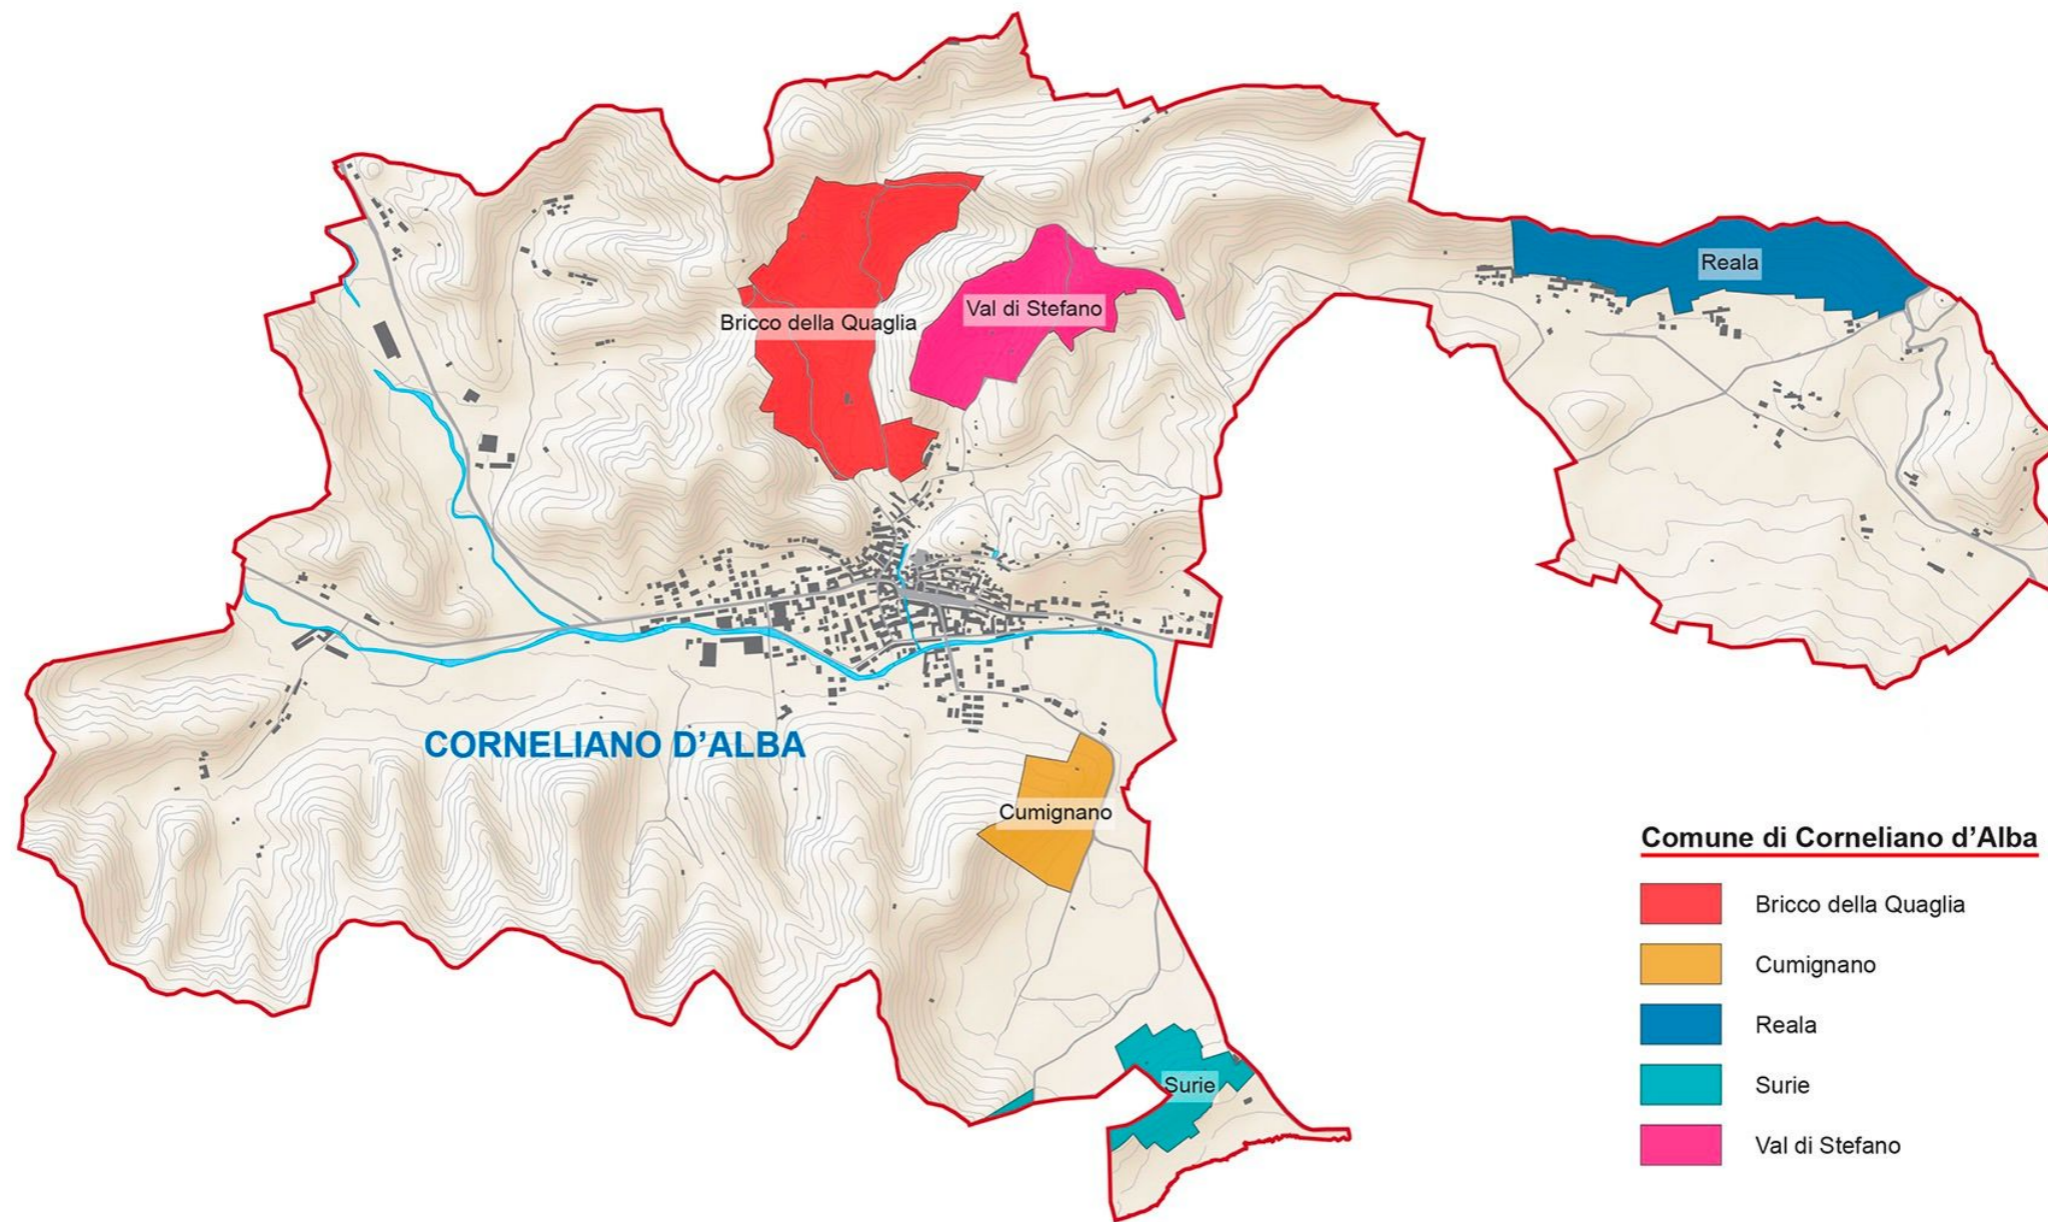 Reala
Val di Stefano
Bricco della Quaglia
CORNELIANO D’ALBA
Cumignano
Surie
Comune di Corneliano d’Alba
Bricco della Quaglia
Cumignano
Reala
Surie
Val di Stefano